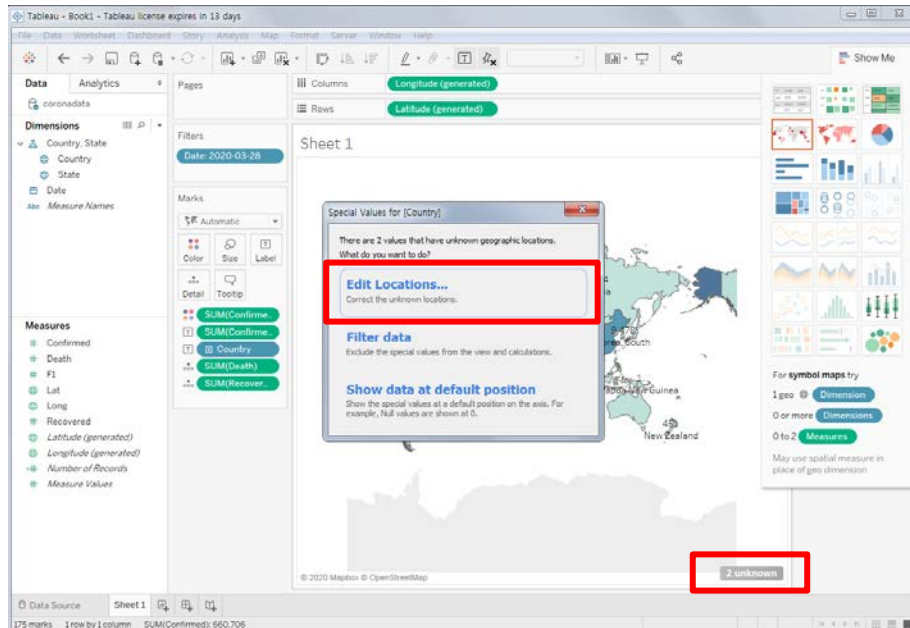 Tableau - Book1 - Tableau license expires in 13 days
File Data Worksheet Dashboard Story Analysis Map Format Server Window Help
Show Me
Data Analytics
Pages
Columns Longitude (generated)
coronadata
Rows Latitude (generated)
Dimensions
Filters
Sheet 1
Country, State
Date: 2020-03-28
Country
State
Date
Marks
Abc Measure Names
Automatic
Special Values for [Country]
Color Size Label
There are 2 values that have unknown geographic locations.
What do you want to do?
Detail Tooltip
Edit Locations...
Correct the unknown locations.
SUM(Confirme..
SUM(Confirme..
Country
SUM(Death)
SUM(Recover..
Filter data
Exclude the special values from the view and calculations.
Show data at default position
Show the special values at a default position on the axis. For
example, Null values are shown at 0.
Measures
Confirmed
Death
F1
Lat
Long
Recovered
Latitude (generated)
Longitude (generated)
Number of Records
Measure Values
South
Guinea
New Zealand
For symbol maps try
1 geo Dimension
0 or more Dimensions
0 to 2 Measures
May use spatial measure in
place of geo dimension
© 2020 Mapbox © OpenStreetMap
2 unknown
Data Source Sheet 1
175 marks 1 row by 1 column SUM(Confirmed): 660,706